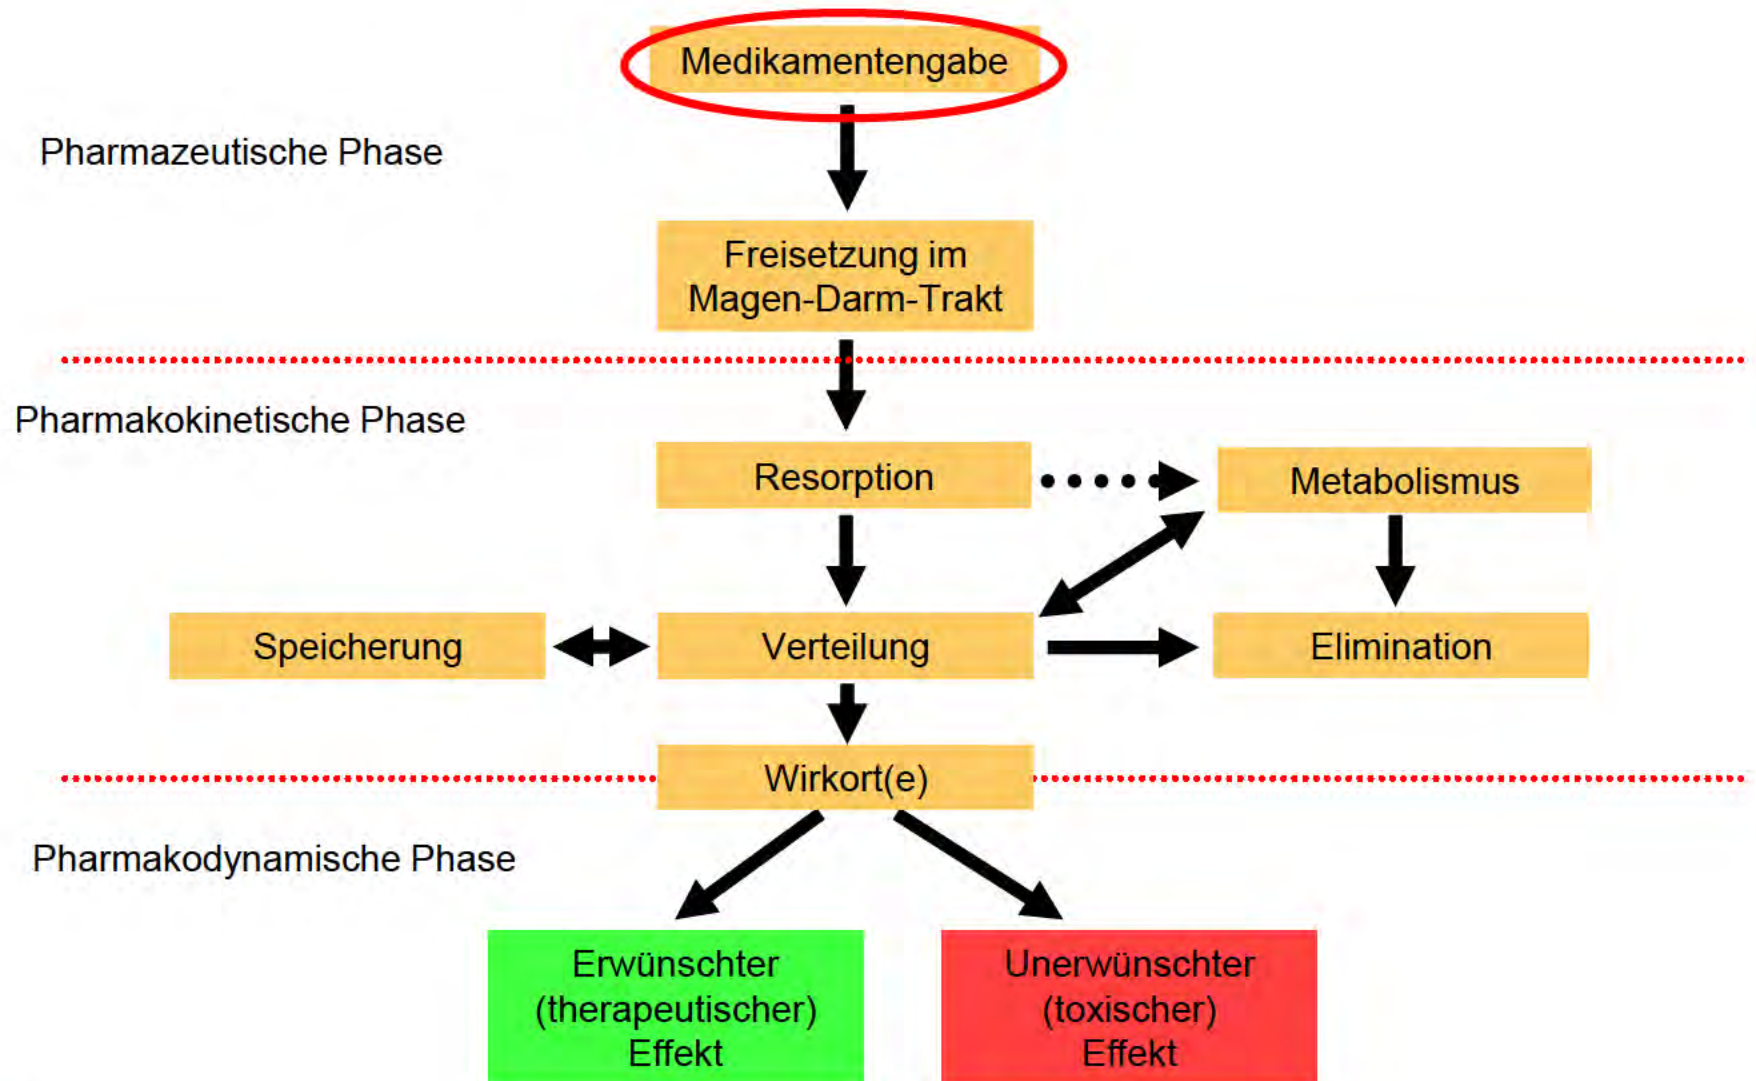 Medikamentengabe
Pharmazeutische Phase
Freisetzung im
Magen-Darm-Trakt
Pharmakokinetische Phase
Resorption
Metabolismus
Speicherung
Verteilung
Elimination
Wirkort(e)
Pharmakodynamische Phase
Erwünschter
(therapeutischer)
Effekt
Unerwünschter
(toxischer)
Effekt